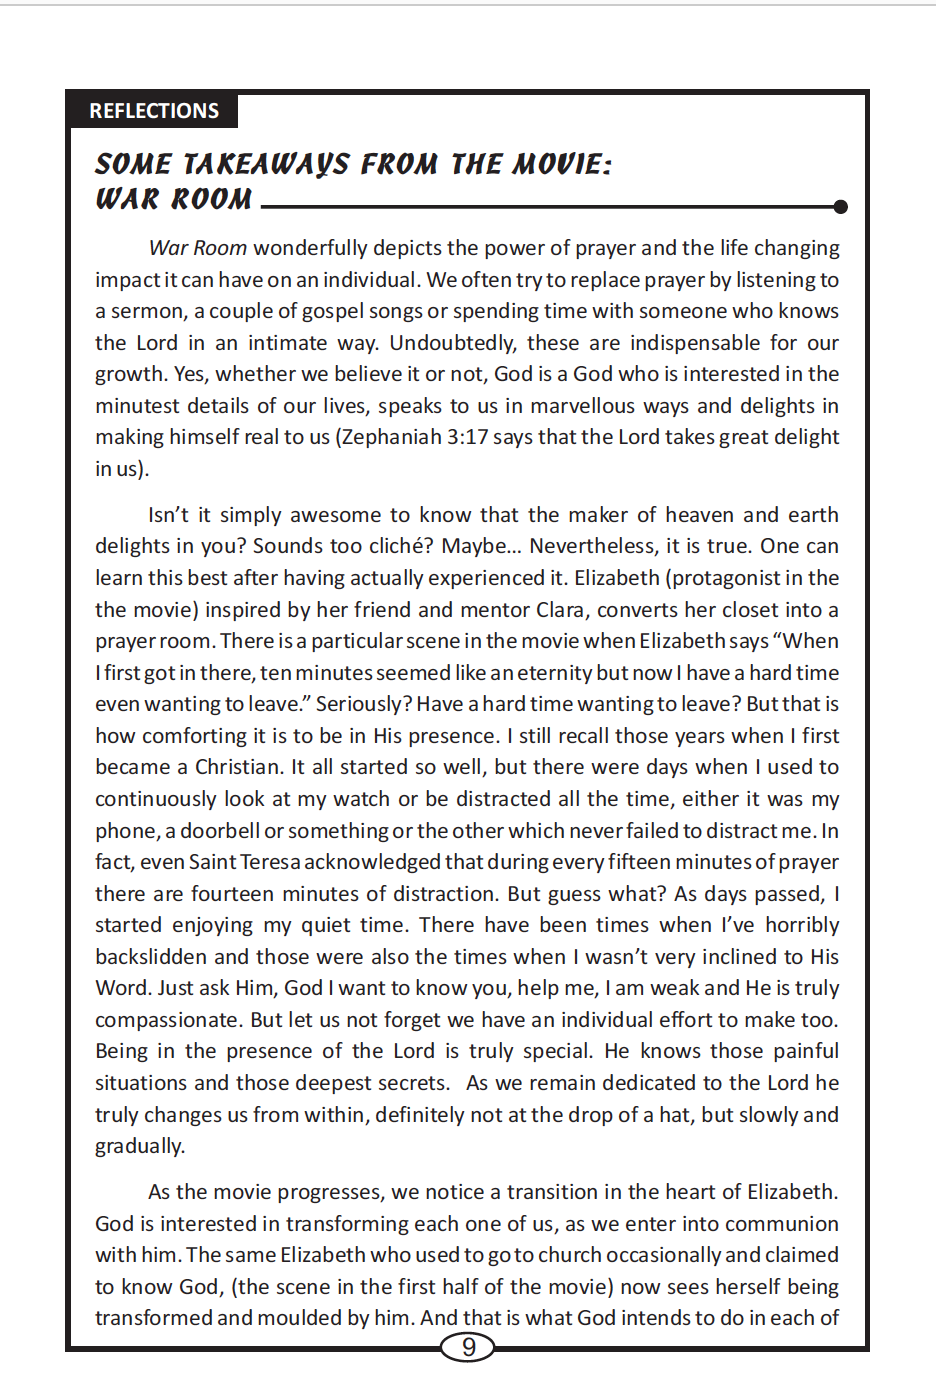 REFLECTIONS
SOME TAKEAWAYS FROM THE MOVIE:
WAR ROOM
War Room wonderfully depicts the power of prayer and the life changing
impact it can have on an individual. We often try to replace prayer by listening to
a sermon, a couple of gospel songs or spending time with someone who knows
the Lord in an intimate way. Undoubtedly, these are indispensable for our
growth. Yes, whether we believe it or not, God is a God who is interested in the
minutest details of our lives, speaks to us in marvellous ways and delights in
making himself real to us (Zephaniah 3:17 says that the Lord takes great delight
in us).
Isn’t it simply awesome to know that the maker of heaven and earth
delights in you? Sounds too cliché? Maybe... Nevertheless, it is true. One can
learn this best after having actually experienced it. Elizabeth (protagonist in the
the movie) inspired by her friend and mentor Clara, converts her closet into a
prayer room. There is a particular scene in the movie when Elizabeth says “When
I first got in there, ten minutes seemed like an eternity but now I have a hard time
even wanting to leave.” Seriously? Have a hard time wanting to leave? But that is
how comforting it is to be in His presence. I still recall those years when I first
became a Christian. It all started so well, but there were days when I used to
continuously look at my watch or be distracted all the time, either it was my
phone, a doorbell or something or the other which never failed to distract me. In
fact, even Saint Teresa acknowledged that during every fifteen minutes of prayer
there are fourteen minutes of distraction. But guess what? As days passed, I
started enjoying my quiet time. There have been times when I’ve horribly
backslidden and those were also the times when I wasn’t very inclined to His
Word. Just ask Him, God I want to know you, help me, I am weak and He is truly
compassionate. But let us not forget we have an individual effort to make too.
Being in the presence of the Lord is truly special. He knows those painful
situations and those deepest secrets.  As we remain dedicated to the Lord he
truly changes us from within, definitely not at the drop of a hat, but slowly and
gradually.
As the movie progresses, we notice a transition in the heart of Elizabeth.
God is interested in transforming each one of us, as we enter into communion
with him. The same Elizabeth who used to go to church occasionally and claimed
to know God, (the scene in the first half of the movie) now sees herself being
transformed and moulded by him. And that is what God intends to do in each of
9